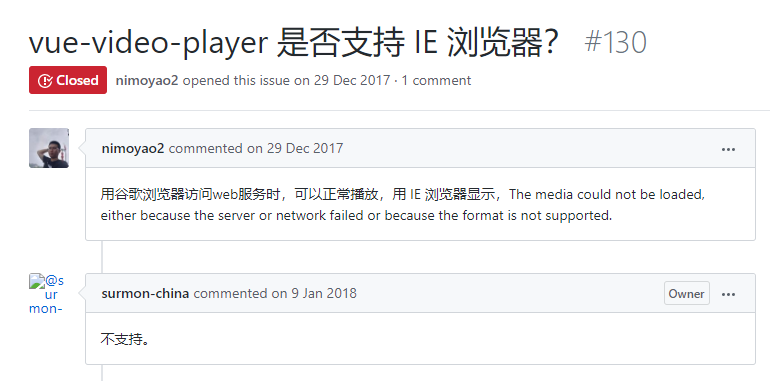 vue-video-player 是否支持 IE 浏览器？ #130
Closed nimoyao2 opened this issue on 29 Dec 2017 · 1 comment
nimoyao2 commented on 29 Dec 2017 ...
用谷歌浏览器访问web服务时，可以正常播放，用 IE 浏览器显示，The media could not be loaded,
either because the server or network failed or because the format is not supported.
@s
ur
mon-
surmon-china commented on 9 Jan 2018 Owner ...
不支持。